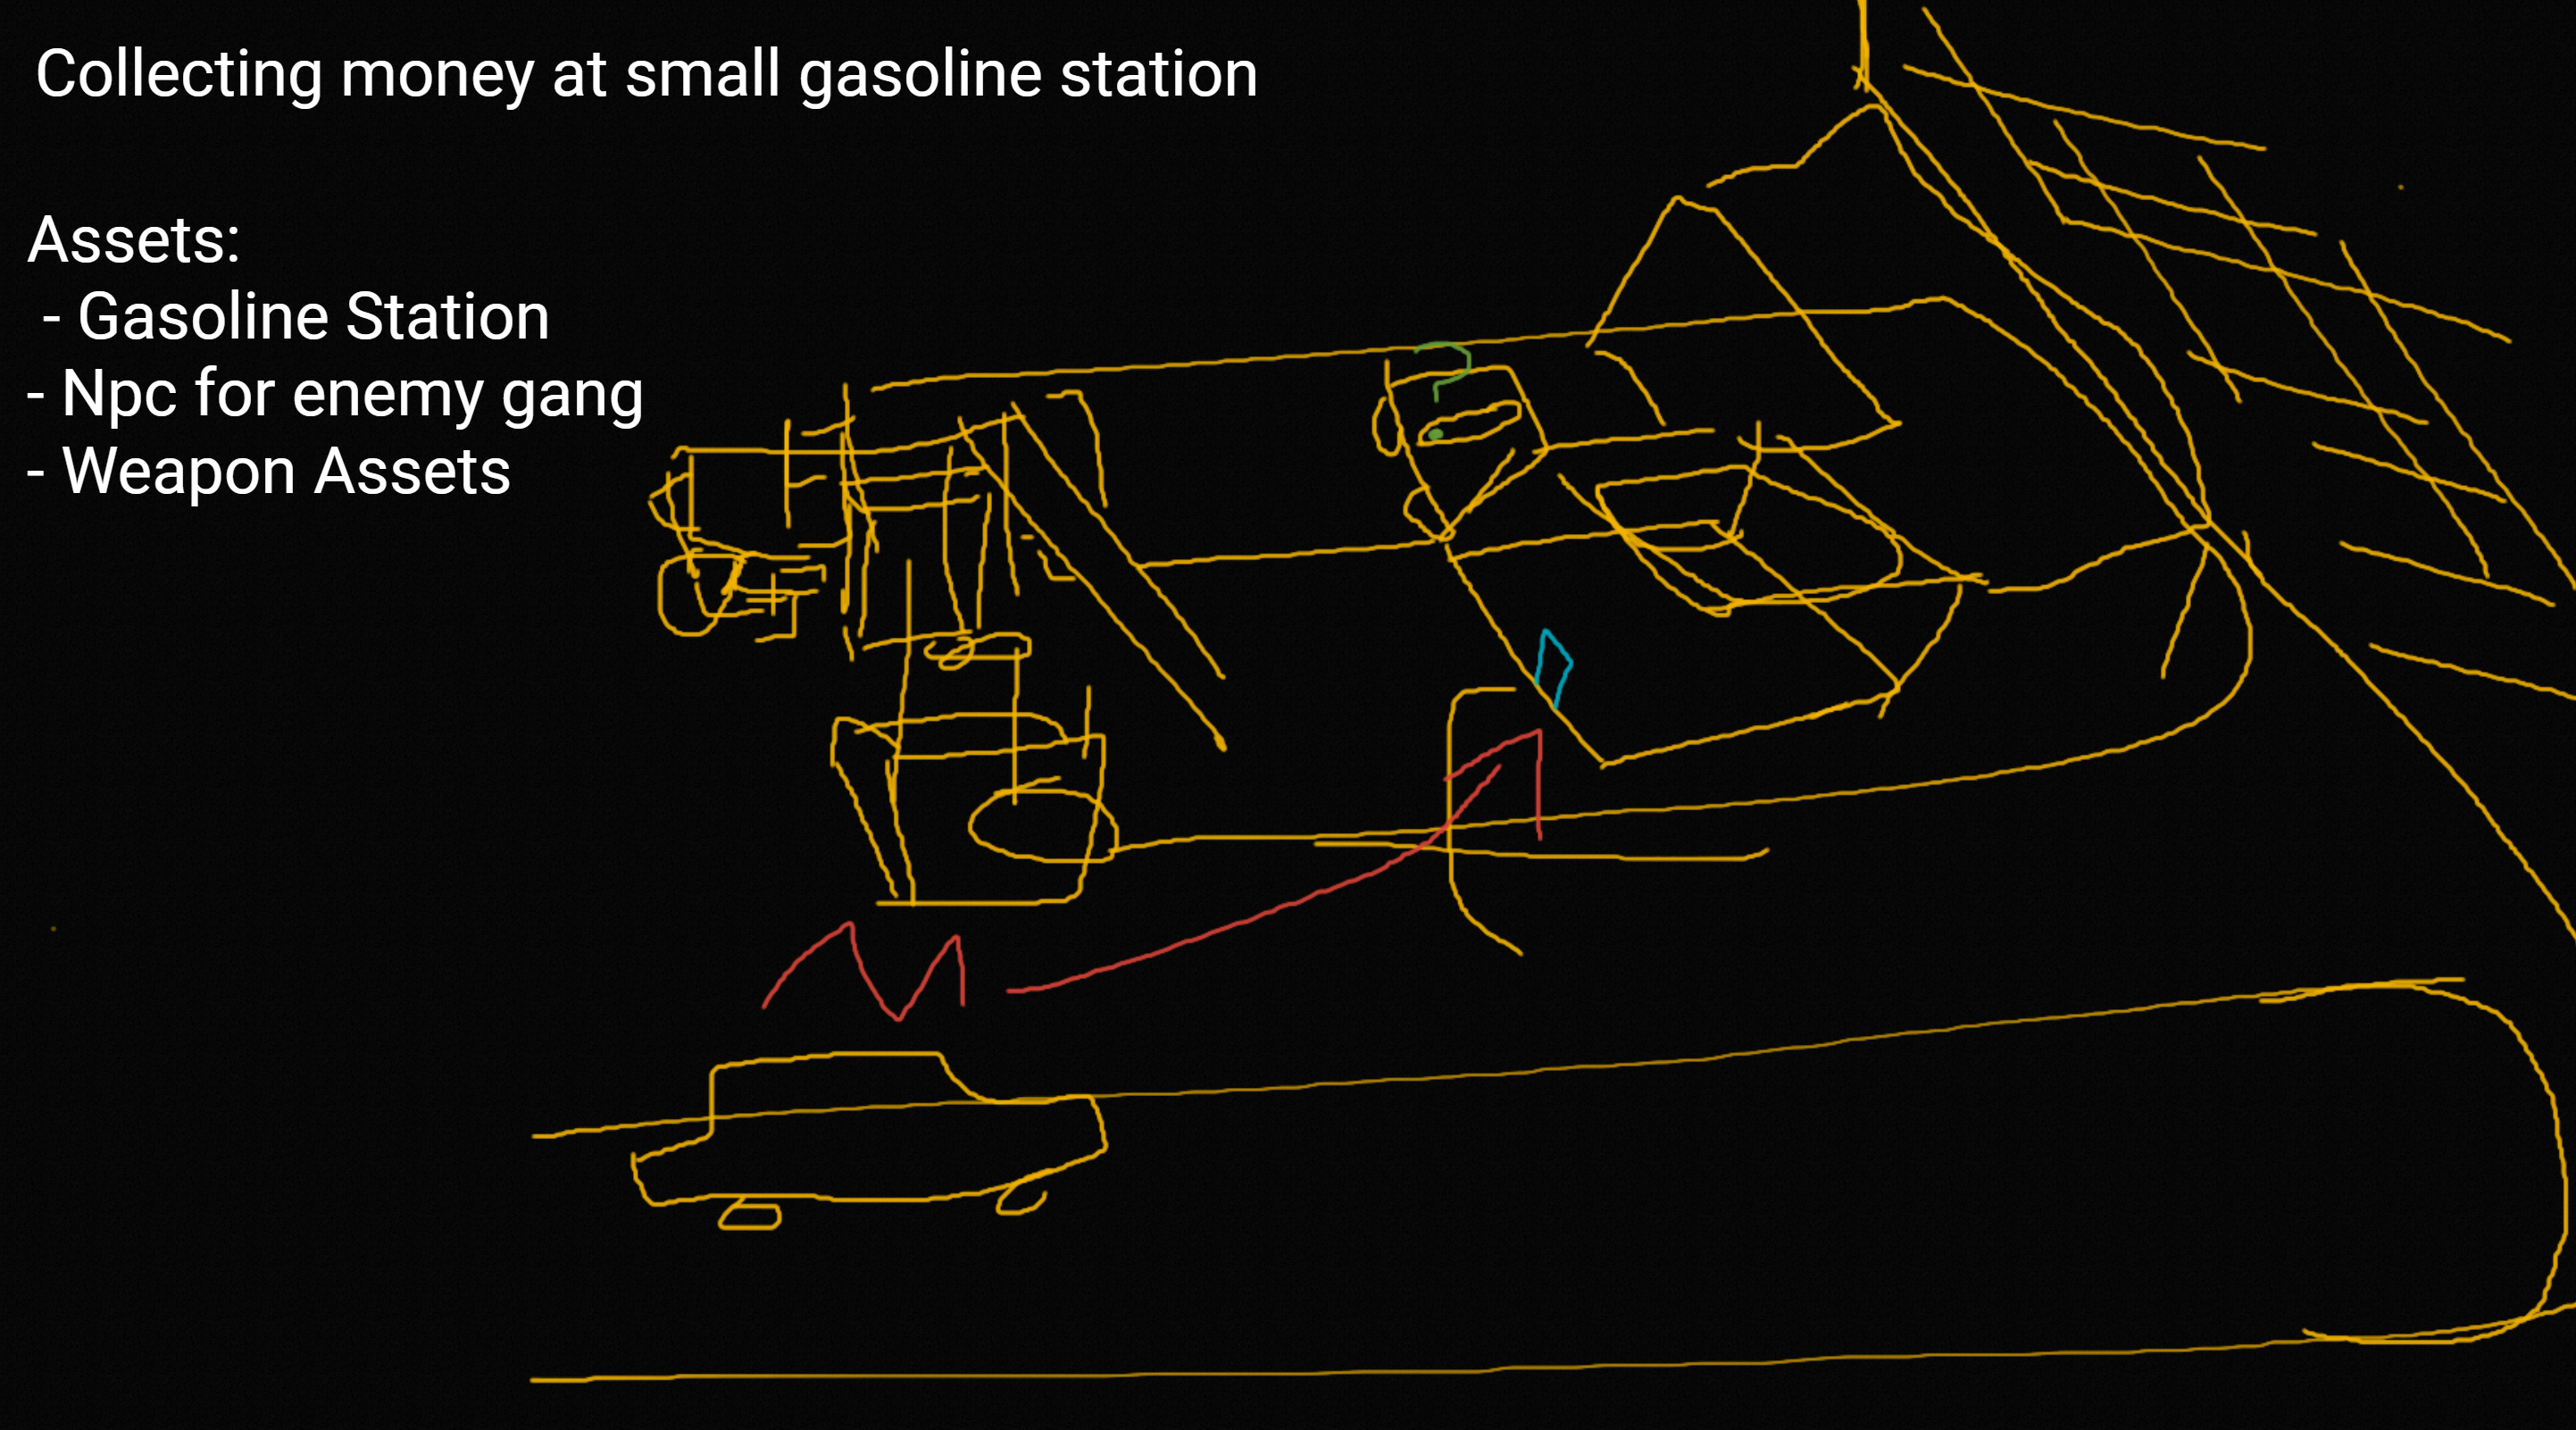 Collecting money at small gasoline station
Assets:
- Gasoline Station
- Npc for enemy gang
- Weapon Assets
?
M